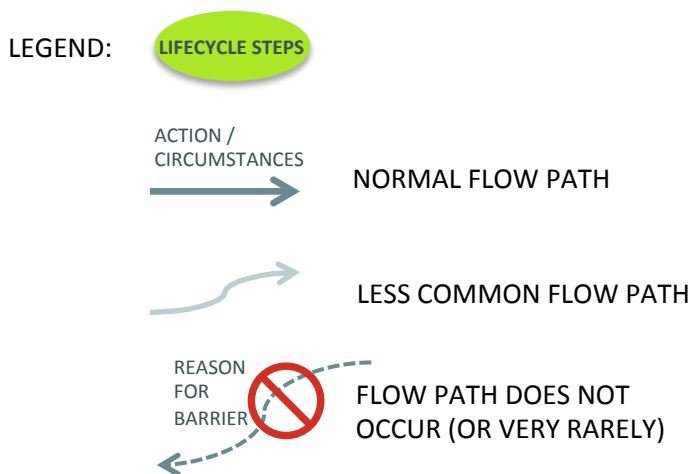 LEGEND:
LIFECYCLE STEPS
ACTION /
CIRCUMSTANCES
NORMAL FLOW PATH
LESS COMMON FLOW PATH
REASON
FOR
BARRIER
FLOW PATH DOES NOT
OCCUR (OR VERY RARELY)